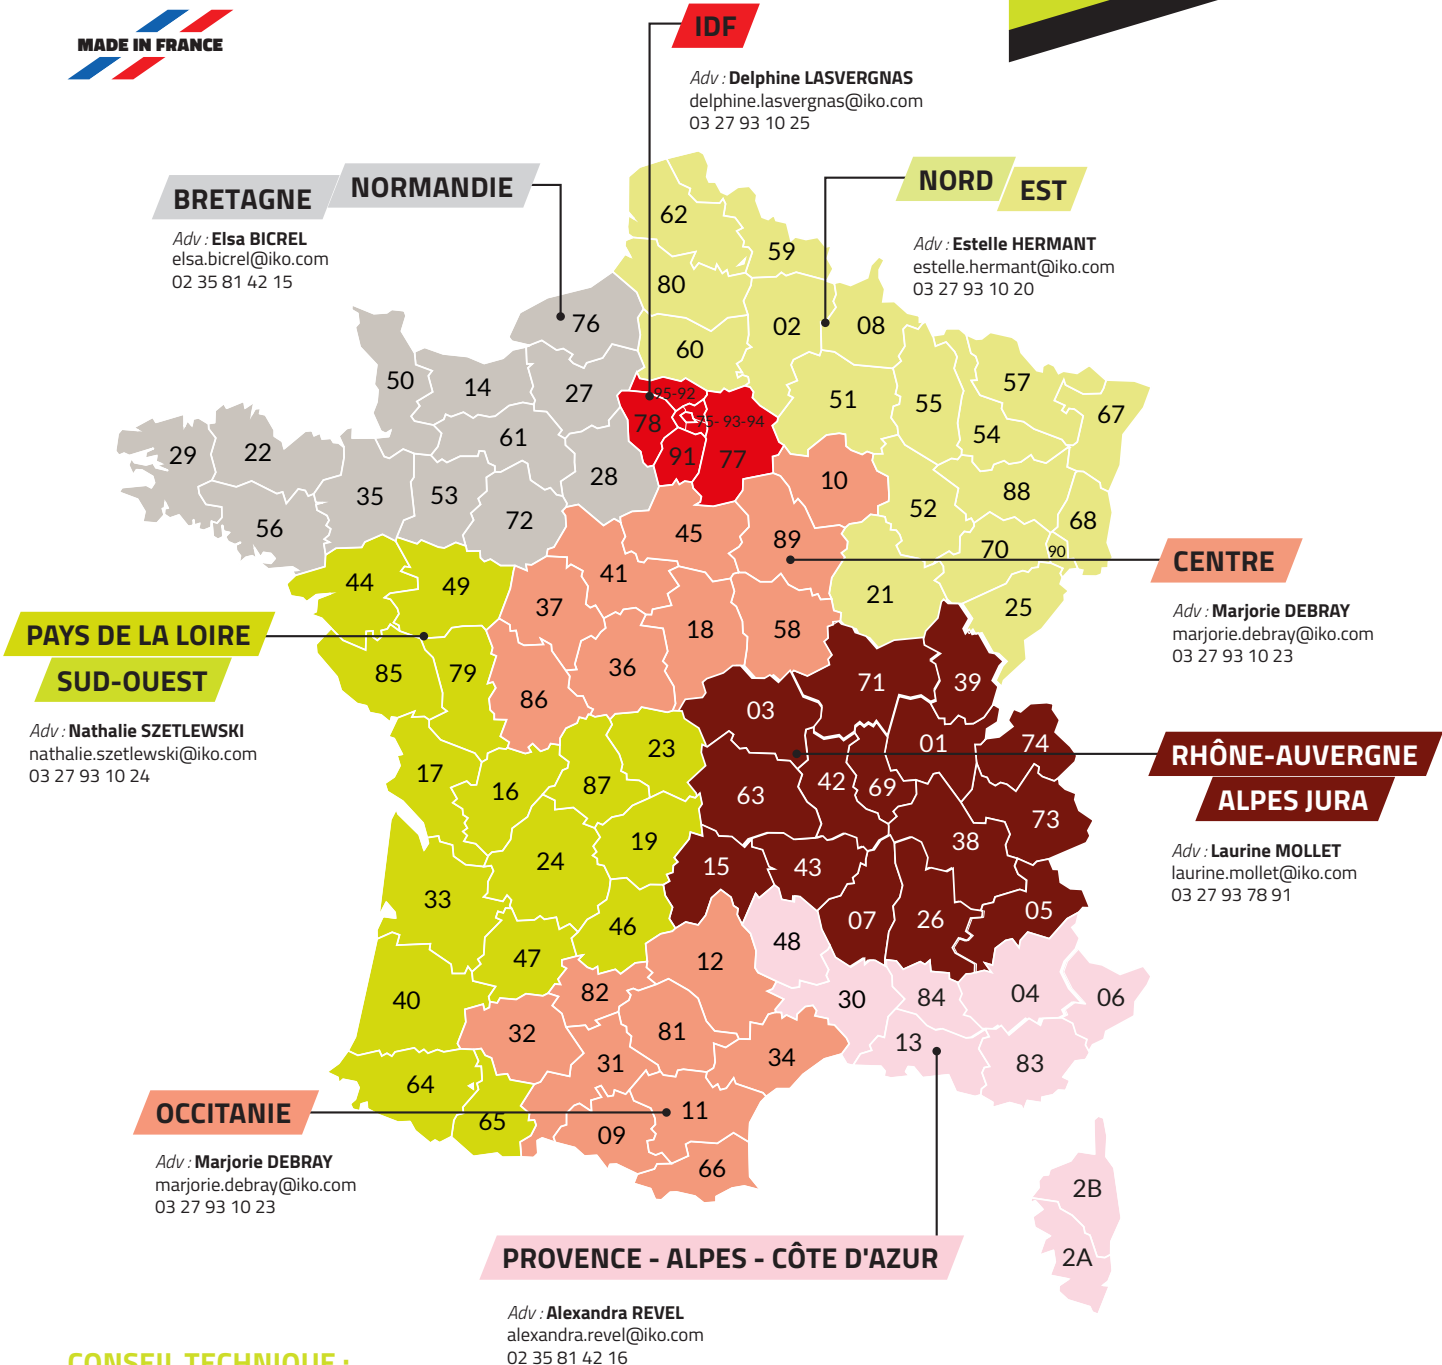 MADE IN FRANCE
IDF
Adv : Delphine LASVERGNAS
delphine.lasvergnas@iko.com
03 27 93 10 25
BRETAGNE NORMANDIE
Adv : Elsa BICREL
elsa.bicrel@iko.com
02 35 81 42 15
NORD EST
Adv : Estelle HERMANT
estelle.hermant@iko.com
03 27 93 10 20
62
59
80
02
08
76
60
50
14
27
95-92
57
51
55
67
78
75- 93-94
54
61
29
22
91
77
28
10
88
35
53
52
56
72
68
45
89
70
90
CENTRE
44
49
41
21
25
37
Adv : Marjorie DEBRAY
marjorie.debray@iko.com
03 27 93 10 23
18
58
PAYS DE LA LOIRE
SUD-OUEST
85
79
36
86
71
39
03
Adv : Nathalie SZETLEWSKI
nathalie.szetlewski@iko.com
03 27 93 10 24
23
01
74
RHÔNE-AUVERGNE
ALPES JURA
17
16
87
63
42
69
73
19
38
Adv : Laurine MOLLET
laurine.mollet@iko.com
03 27 93 78 91
24
15
43
33
46
07
26
05
48
47
12
82
40
30
84
04
06
32
81
13
31
34
83
64
OCCITANIE
65
11
09
66
Adv : Marjorie DEBRAY
marjorie.debray@iko.com
03 27 93 10 23
2B
2A
PROVENCE - ALPES - CÔTE D'AZUR
Adv : Alexandra REVEL
alexandra.revel@iko.com
02 35 81 42 16
CONSEIL TECHNIQUE :